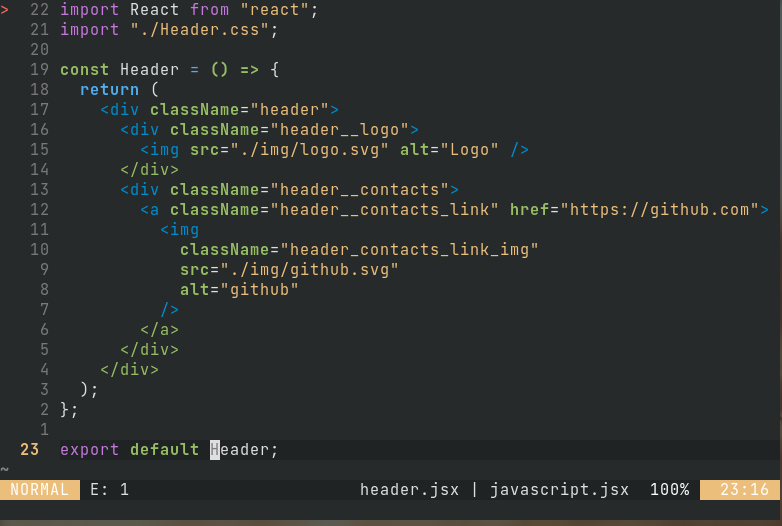 > 22 import React from "react";
21 import "./Header.css";
20
19 const Header = () => {
18   return (
17     <div className="header">
16       <div className="header__logo">
15         <img src="./img/logo.svg" alt="Logo" />
14       </div>
13       <div className="header__contacts">
12         <a className="header__contacts_link" href="https://github.com">
11           <img
10             className="header_contacts_link_img"
9             src="./img/github.svg"
8             alt="github"
7           />
6         </a>
5       </div>
4     </div>
3   );
2 };
1
23 export default Header;
~
NORMAL E: 1 header.jsx | javascript.jsx 100% 23:16